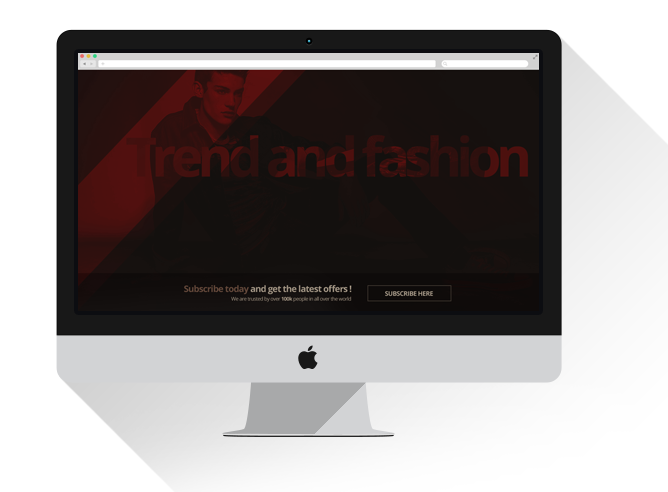 Trend and fashion
Subscribe today and get the latest offers !
We are trusted by over 100k people in all over the world
SUBSCRIBE HERE